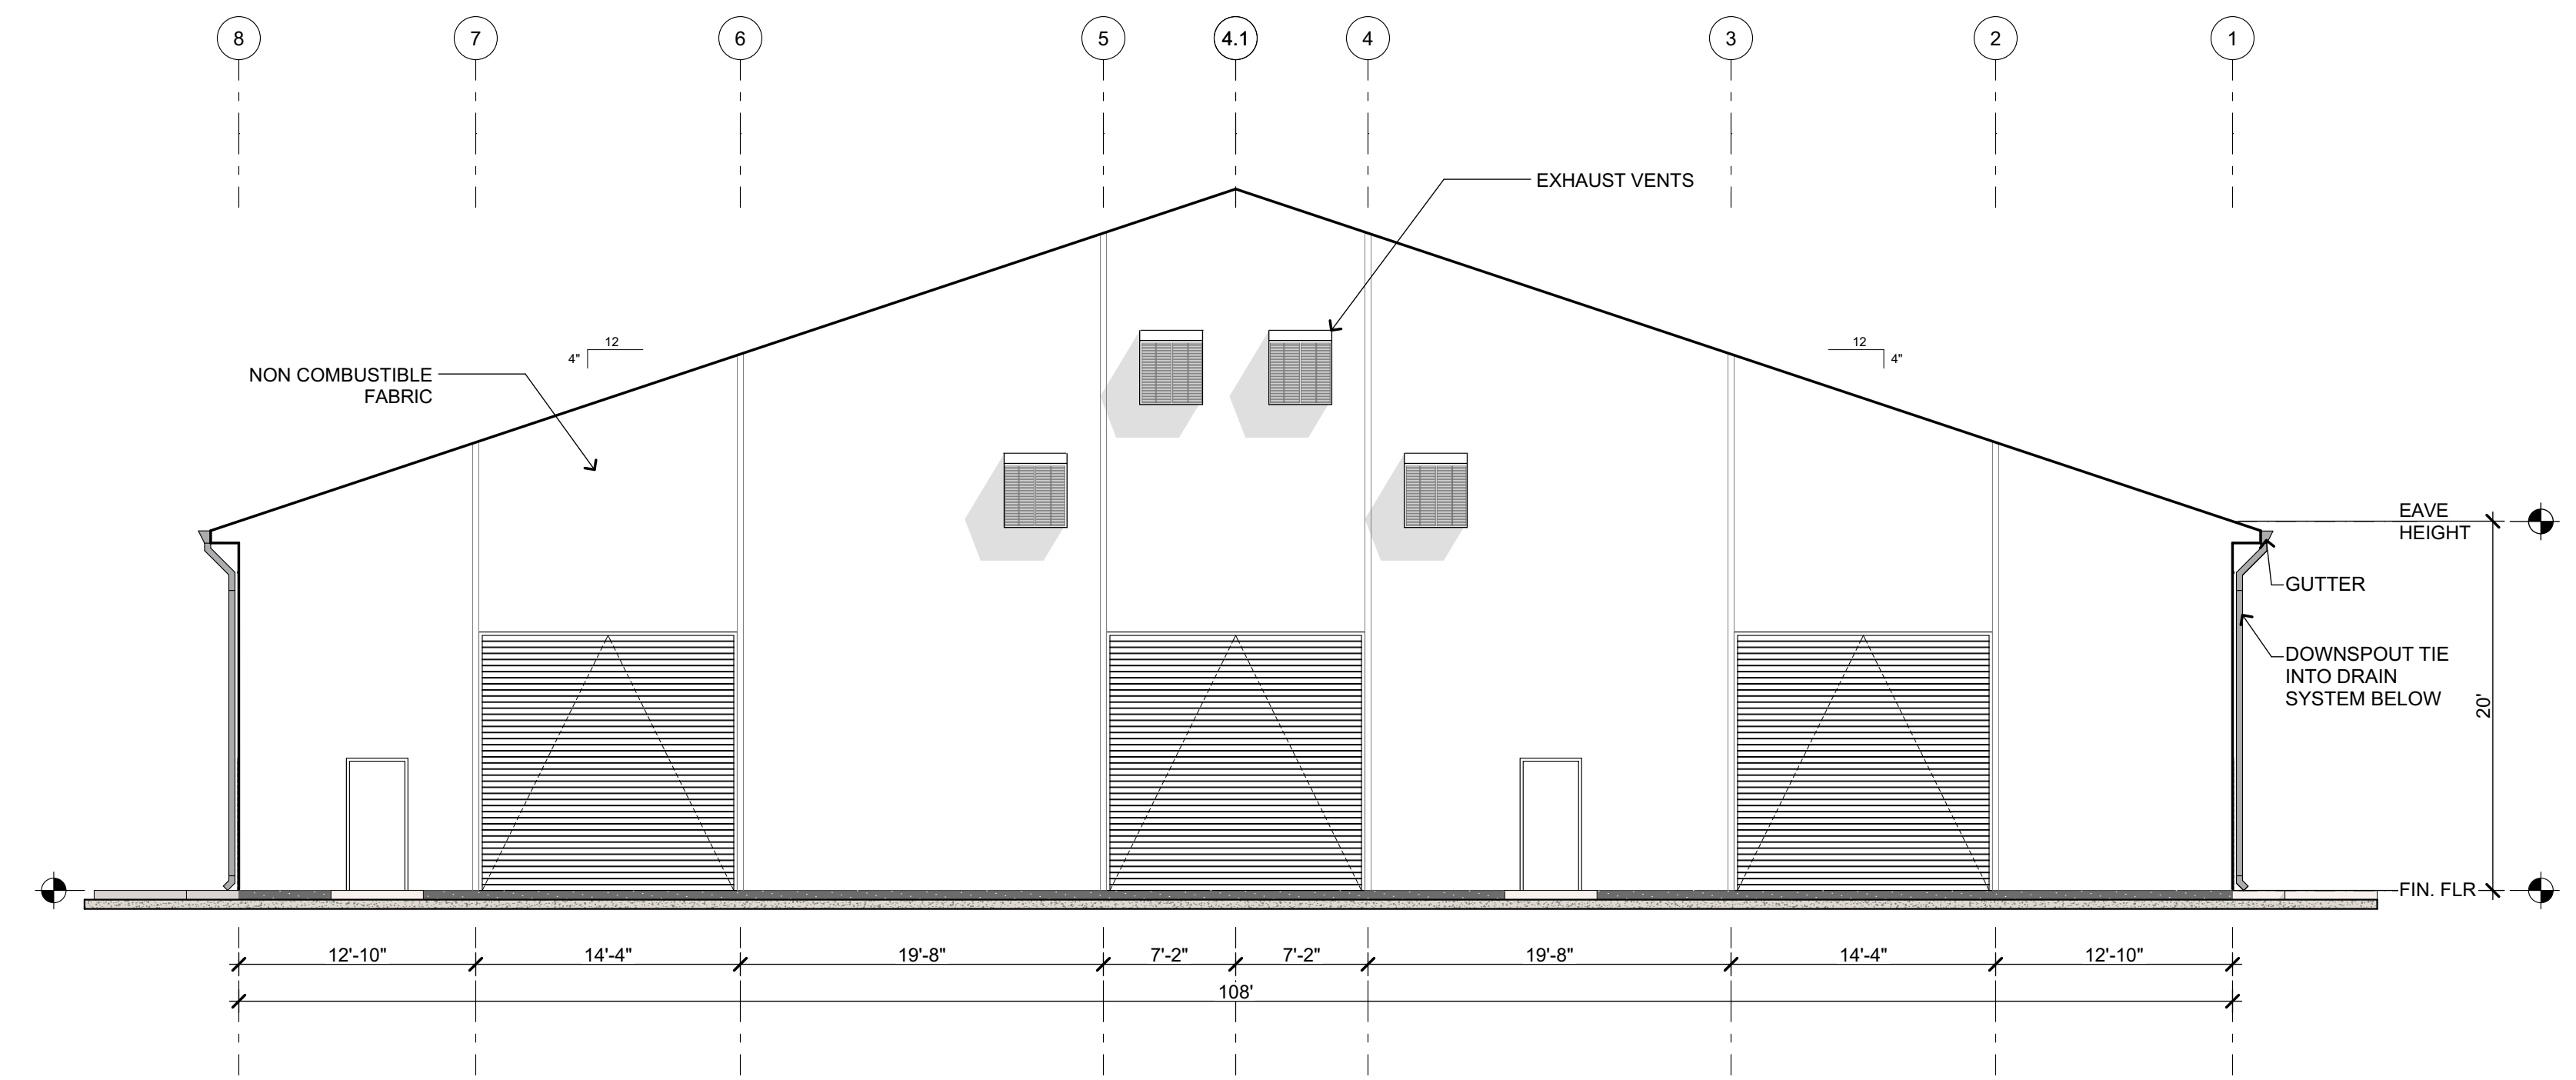 8 7 6 5 4.1 4 3 2 1
EXHAUST VENTS
12
4"
12
4"
NON COMBUSTIBLE
FABRIC
EAVE
HEIGHT
GUTTER
DOWNSPOUT TIE
INTO DRAIN
SYSTEM BELOW
20'
FIN. FLR
12'-10" 14'-4" 19'-8" 7'-2" 7'-2" 19'-8" 14'-4" 12'-10"
108'